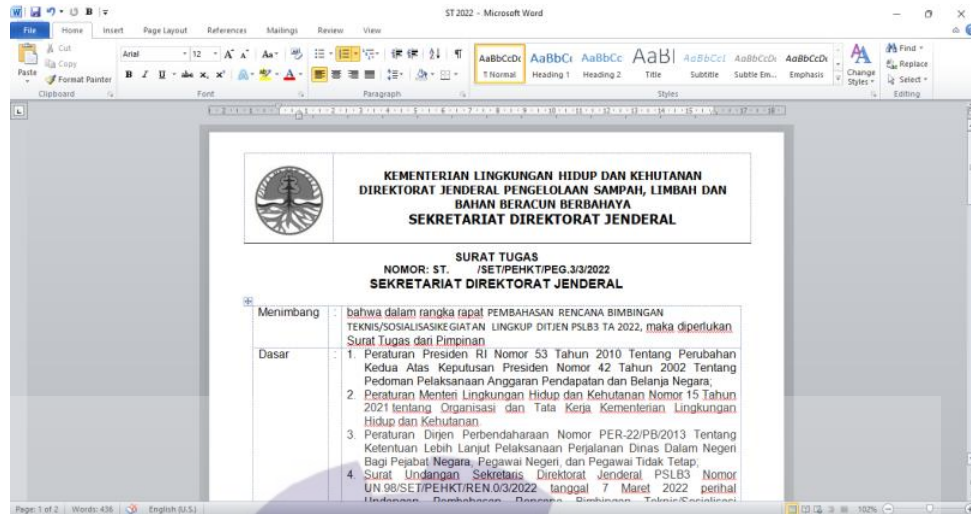 ST 2022 - Microsoft Word
File Home Insert Page Layout References Mailings Review View
Cut
Copy
Format Painter
Paste
Clipboard
Arial 12
Font
Paragraph
AaBbCcDc AaBbCc AaBbCc AaBl AaBbCcI AaBbCcDc AaBbCcDc
¶ Normal Heading 1 Heading 2 Title Subtitle Subtle Em... Emphasis
Change Styles
Styles
Find
Replace
Select
Editing
KEMENTERIAN LINGKUNGAN HIDUP DAN KEHUTANAN
DIREKTORAT JENDERAL PENGELOLAAN SAMPAH, LIMBAH DAN
BAHAN BERACUN BERBAHAYA
SEKRETARIAT DIREKTORAT JENDERAL
SURAT TUGAS
NOMOR: ST. /SET/PEHKT/PEG.3/3/2022
SEKRETARIAT DIREKTORAT JENDERAL
Menimbang : bahwa dalam rangka rapat PEMBAHASAN RENCANA BIMBINGAN
TEKNIS/SOSIALISASIKEGIATAN LINGKUP DITJEN PSLB3 TA 2022, maka diperlukan
Surat Tugas dari Pimpinan
Dasar : 1. Peraturan Presiden RI Nomor 53 Tahun 2010 Tentang Perubahan
Kedua Atas Keputusan Presiden Nomor 42 Tahun 2002 Tentang
Pedoman Pelaksanaan Anggaran Pendapatan dan Belanja Negara;
2. Peraturan Menteri Lingkungan Hidup dan Kehutanan Nomor 15 Tahun
2021 tentang Organisasi dan Tata Kerja Kementerian Lingkungan
Hidup dan Kehutanan.
3. Peraturan Dirjen Perbendaharaan Nomor PER-22/PB/2013 Tentang
Ketentuan Lebih Lanjut Pelaksanaan Perjalanan Dinas Dalam Negeri
Bagi Pejabat Negara, Pegawai Negeri, dan Pegawai Tidak Tetap;
4. Surat Undangan Sekretaris Direktorat Jenderal PSLB3 Nomor
UN.98/SET/PEHKT/REN.0/3/2022 tanggal 7 Maret 2022 perihal
Undangan Pembahasan Rencana Bimbingan Teknis/Sosialisasi
Page: 1 of 2 Words: 436 English (U.S.) 102%